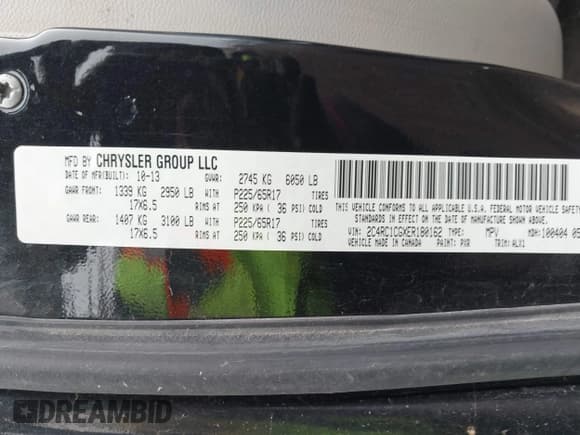 MFD BY CHRYSLER GROUP LLC
DATE OF MFR(BUILT): 10-13 GVWR: 2745 KG 6050 LB
GAWR FRONT: 1339 KG 2950 LB WITH P225/65R17 TIRES
17X6.5 RIMS AT 250 KPA ( 36 PSI) COLD
GAWR REAR: 1407 KG 3100 LB WITH P225/65R17 TIRES
17X6.5 RIMS AT 250 KPA ( 36 PSI) COLD
THIS VEHICLE CONFORMS TO ALL APPLICABLE U.S.A. FEDERAL MOTOR VEHICLE SAFETY
STANDARDS IN EFFECT ON THE DATE OF MANUFACTURE SHOWN ABOVE.
VIN: 2C4RC1CGXER180162 TYPE: MPV MDH:100404 05
VEHICLE MADE IN CANADA PAINT: PXR TRIM: ALX1
DREAMBID